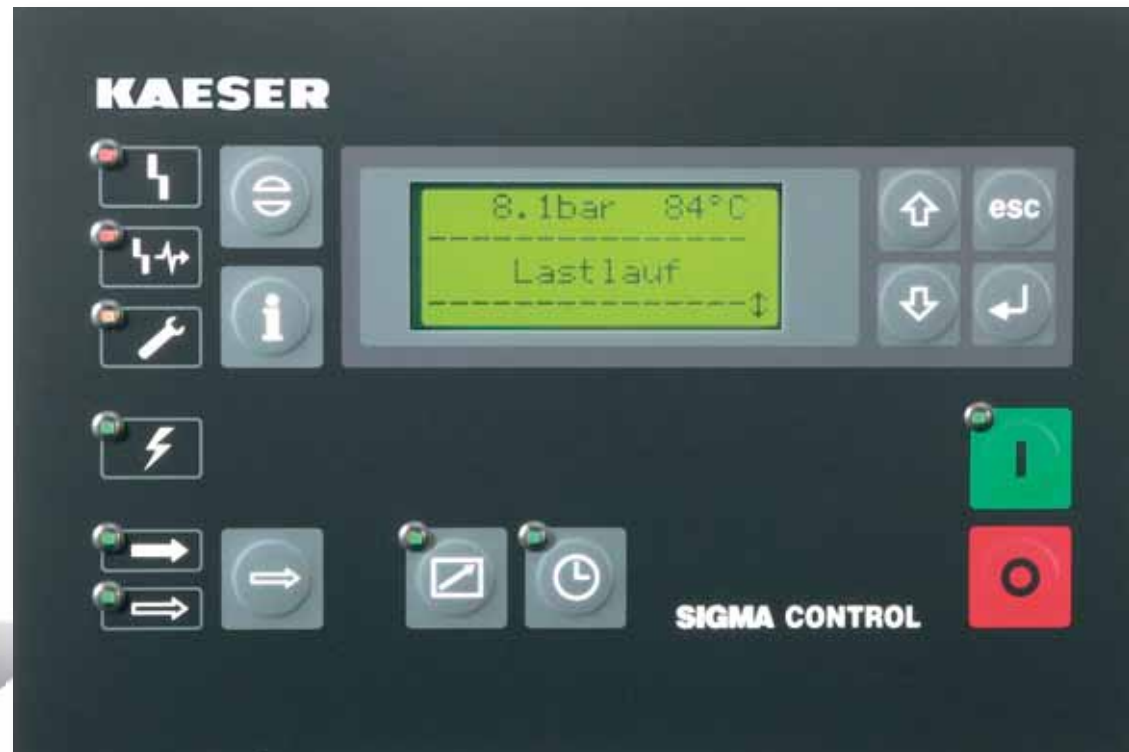 KAESER
8.1bar 84°C
Lastlauf
esc
i
I
O
SIGMA CONTROL